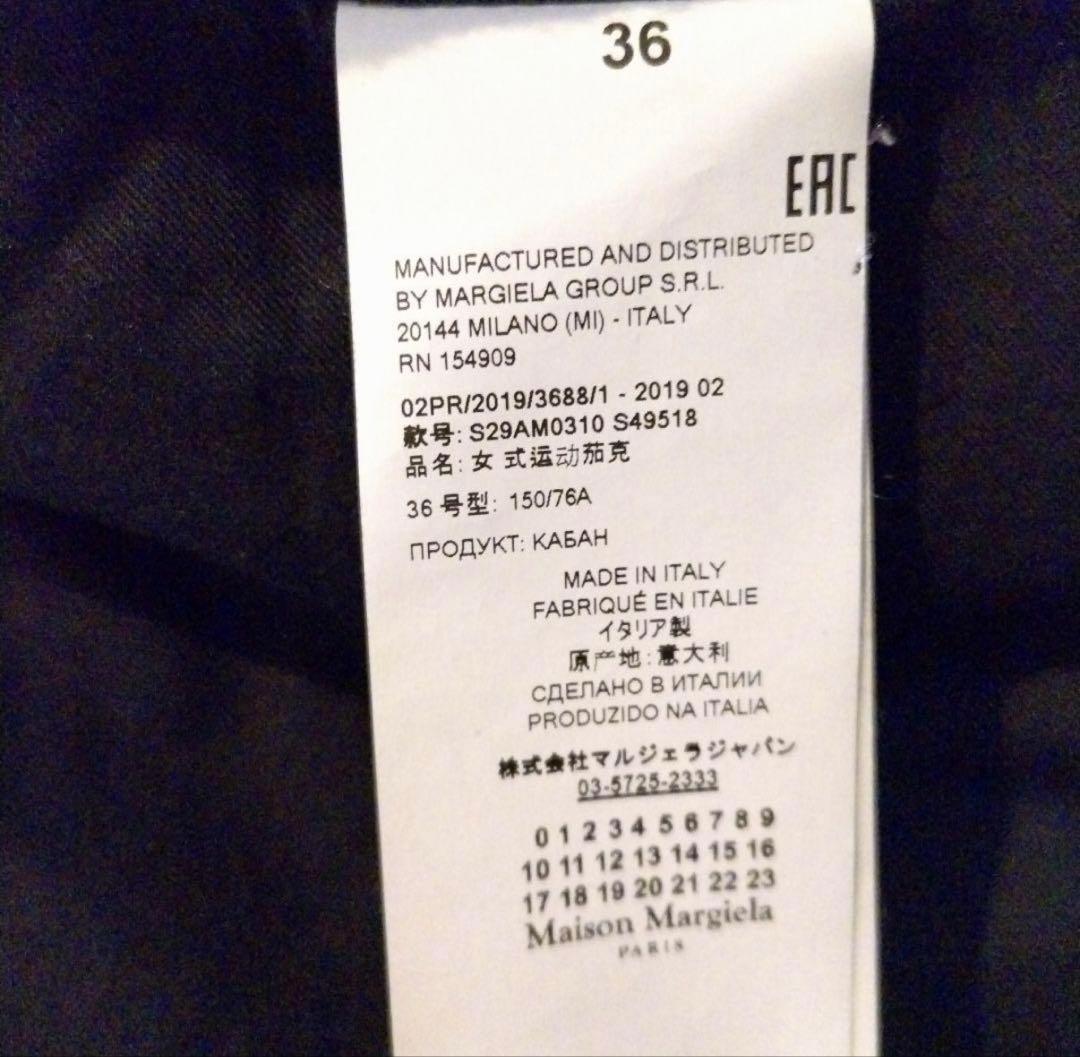 36
EAC
MANUFACTURED AND DISTRIBUTED
BY MARGIELA GROUP S.R.L.
20144 MILANO (MI) - ITALY
RN 154909
02PR/2019/3688/1 - 2019 02
款号: S29AM0310 S49518
品名: 女 式运动茄克
36 号型: 150/76A
ПРОДУКТ: КАБАН
MADE IN ITALY
FABRIQUÉ EN ITALIE
イタリア製
原产地: 意大利
СДЕЛАНО В ИТАЛИИ
PRODUZIDO NA ITALIA
株式会社マルジェラジャパン
03-5725-2333
0 1 2 3 4 5 6 7 8 9
10 11 12 13 14 15 16
17 18 19 20 21 22 23
Maison Margiela
PARIS